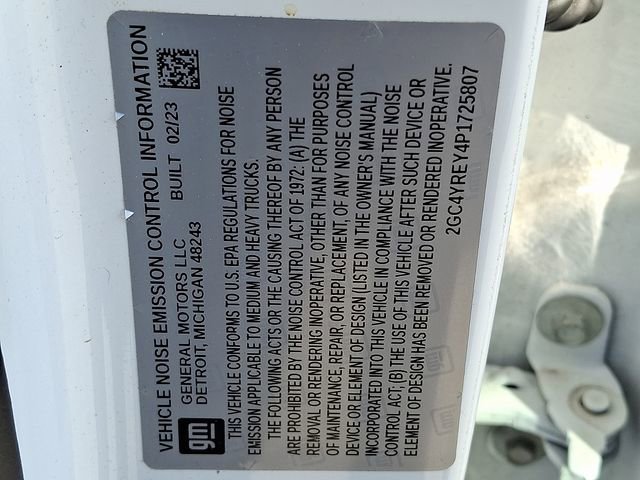 VEHICLE NOISE EMISSION CONTROL INFORMATION
gm
GENERAL MOTORS LLC
DETROIT, MICHIGAN 48243
BUILT 02/23
THIS VEHICLE CONFORMS TO U.S. EPA REGULATIONS FOR NOISE
EMISSION APPLICABLE TO MEDIUM AND HEAVY TRUCKS.
THE FOLLOWING ACTS OR THE CAUSING THEREOF BY ANY PERSON
ARE PROHIBITED BY THE NOISE CONTROL ACT OF 1972: (A) THE
REMOVAL OR RENDERING INOPERATIVE, OTHER THAN FOR PURPOSES
OF MAINTENANCE, REPAIR, OR REPLACEMENT, OF ANY NOISE CONTROL
DEVICE OR ELEMENT OF DESIGN (LISTED IN THE OWNER'S MANUAL)
INCORPORATED INTO THIS VEHICLE IN COMPLIANCE WITH THE NOISE
CONTROL ACT; (B) THE USE OF THIS VEHICLE AFTER SUCH DEVICE OR
ELEMENT OF DESIGN HAS BEEN REMOVED OR RENDERED INOPERATIVE.
2GC4YREY4P1725807